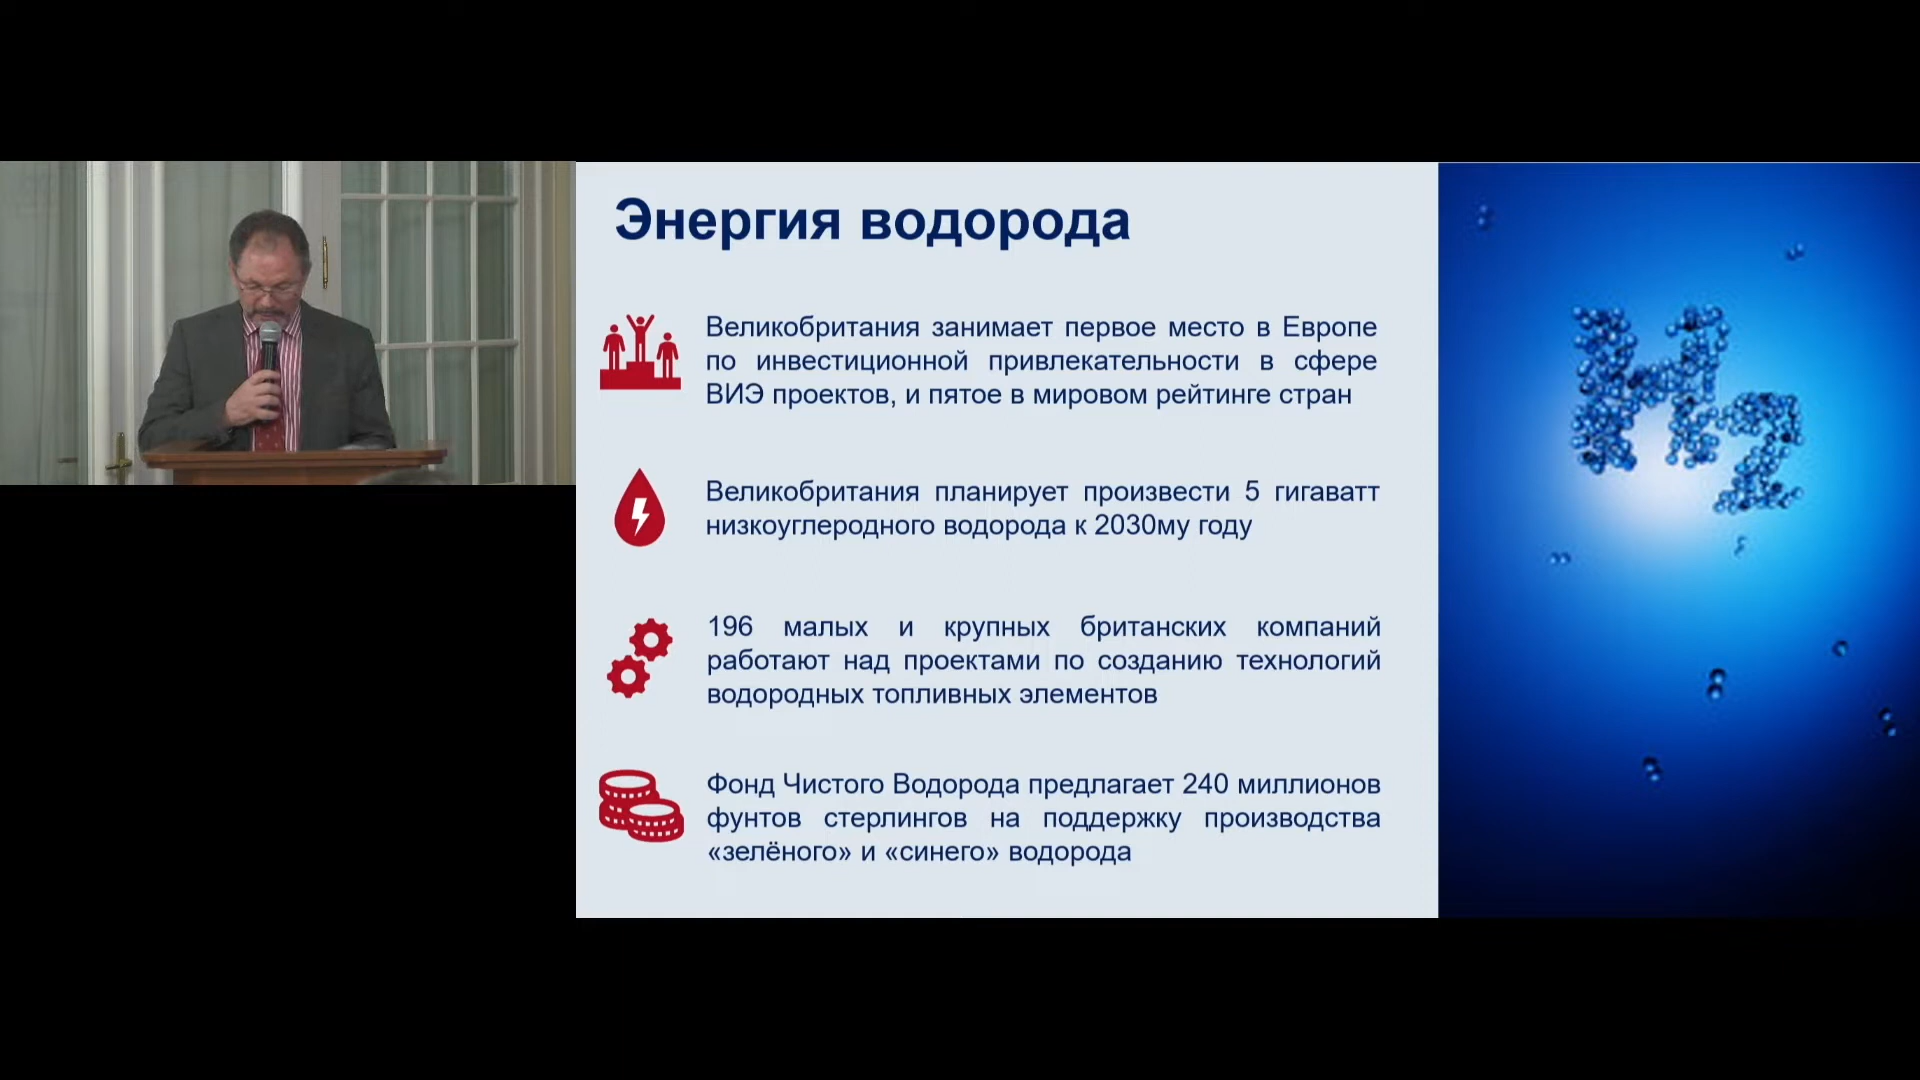 Энергия водорода
Великобритания занимает первое место в Европе
по инвестиционной привлекательности в сфере
ВИЭ проектов, и пятое в мировом рейтинге стран
Великобритания планирует произвести 5 гигаватт
низкоуглеродного водорода к 2030му году
196 малых и крупных британских компаний
работают над проектами по созданию технологий
водородных топливных элементов
Фонд Чистого Водорода предлагает 240 миллионов
фунтов стерлингов на поддержку производства
«зелёного» и «синего» водорода
H2